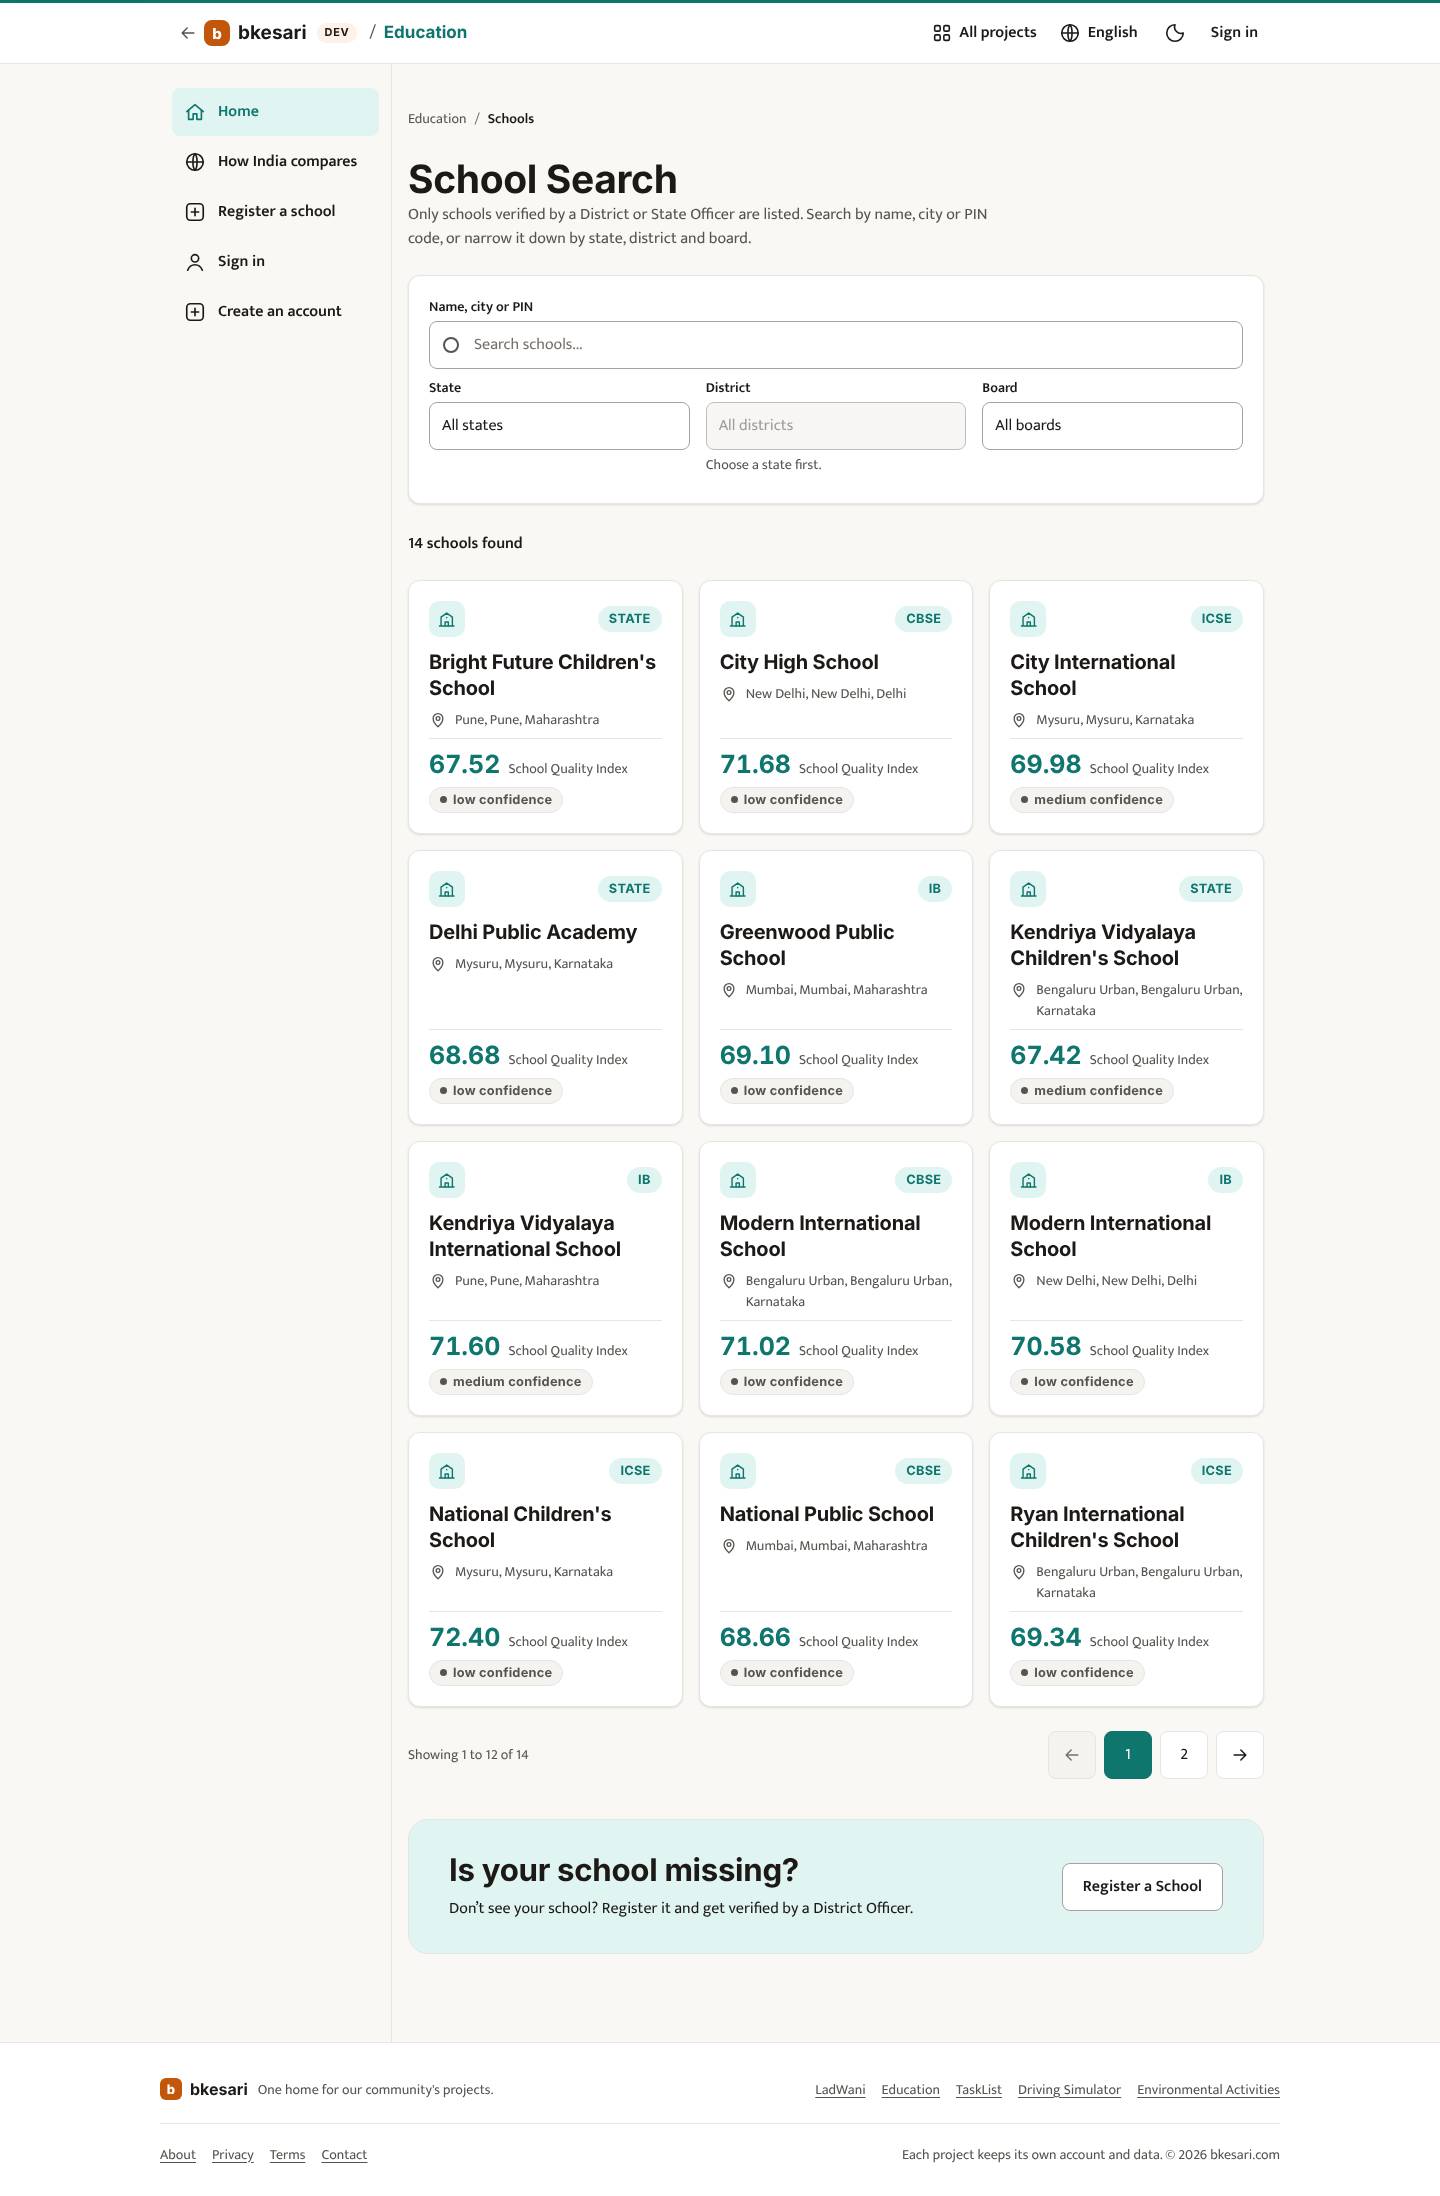 b bkesari DEV / Education
All projects English Sign in
Home
How India compares
Register a school
Sign in
Create an account
Education / Schools
School Search
Only schools verified by a District or State Officer are listed. Search by name, city or PIN
code, or narrow it down by state, district and board.
Name, city or PIN
Search schools...
State District Board
All states All districts All boards
Choose a state first.
14 schools found
STATE
Bright Future Children's
School
Pune, Pune, Maharashtra
67.52 School Quality Index
low confidence
CBSE
City High School
New Delhi, New Delhi, Delhi
71.68 School Quality Index
low confidence
ICSE
City International
School
Mysuru, Mysuru, Karnataka
69.98 School Quality Index
medium confidence
STATE
Delhi Public Academy
Mysuru, Mysuru, Karnataka
68.68 School Quality Index
low confidence
IB
Greenwood Public
School
Mumbai, Mumbai, Maharashtra
69.10 School Quality Index
low confidence
STATE
Kendriya Vidyalaya
Children's School
Bengaluru Urban, Bengaluru Urban,
Karnataka
67.42 School Quality Index
medium confidence
IB
Kendriya Vidyalaya
International School
Pune, Pune, Maharashtra
71.60 School Quality Index
medium confidence
CBSE
Modern International
School
Bengaluru Urban, Bengaluru Urban,
Karnataka
71.02 School Quality Index
low confidence
IB
Modern International
School
New Delhi, New Delhi, Delhi
70.58 School Quality Index
low confidence
ICSE
National Children's
School
Mysuru, Mysuru, Karnataka
72.40 School Quality Index
low confidence
CBSE
National Public School
Mumbai, Mumbai, Maharashtra
68.66 School Quality Index
low confidence
ICSE
Ryan International
Children's School
Bengaluru Urban, Bengaluru Urban,
Karnataka
69.34 School Quality Index
low confidence
Showing 1 to 12 of 14
← 1 2 →
Is your school missing?
Don't see your school? Register it and get verified by a District Officer.
Register a School
b bkesari One home for our community's projects.
LadWani Education TaskList Driving Simulator Environmental Activities
About Privacy Terms Contact
Each project keeps its own account and data. © 2026 bkesari.com